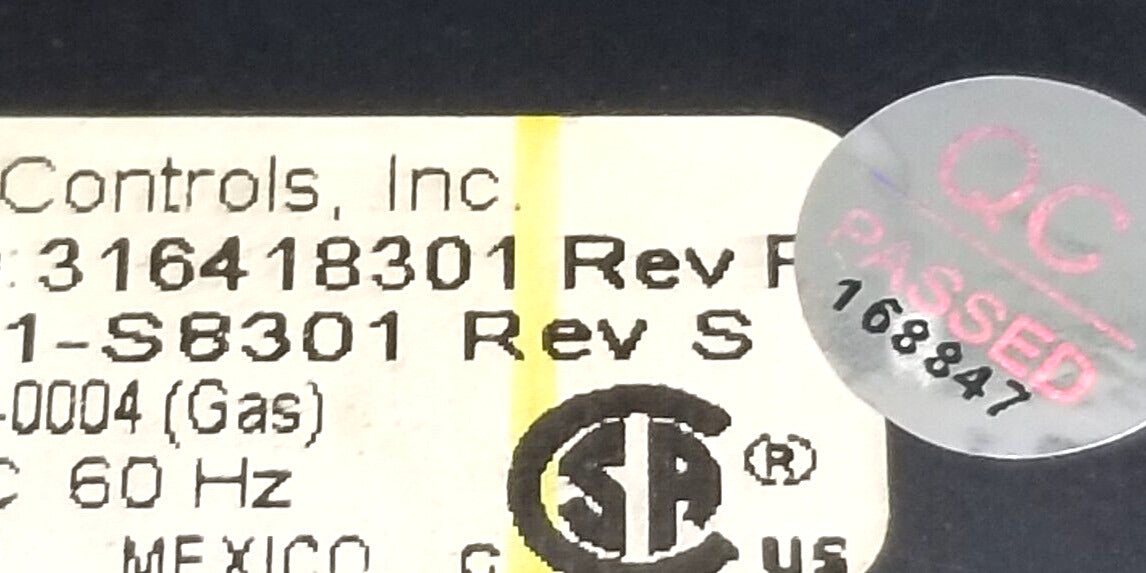 Controls, Inc.
316418301 Rev
1-S8301 Rev S
-0004 (Gas)
60 Hz
MEXICO
C US
®
QC
PASSED
168847